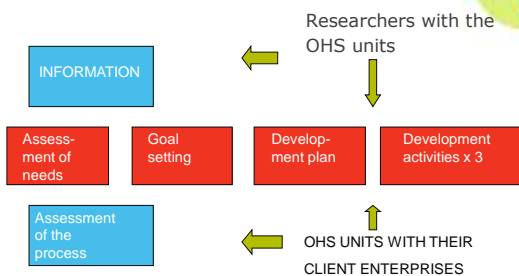 Researchers with the
OHS units
INFORMATION
Assess-
ment of
needs
Goal
setting
Develop-
ment plan
Development
activities x 3
Assessment
of the
process
OHS UNITS WITH THEIR
CLIENT ENTERPRISES